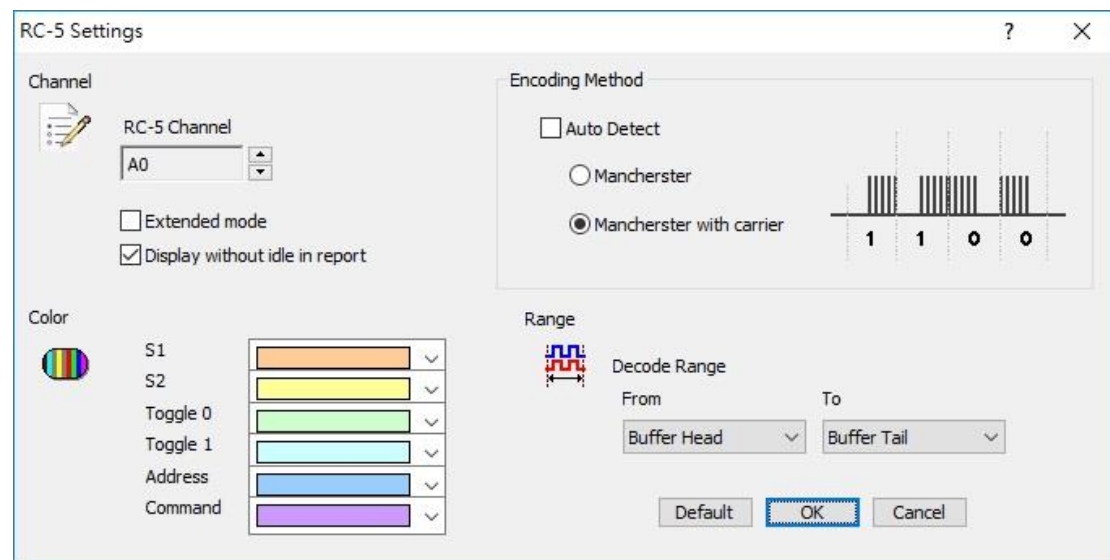 RC-5 Settings
?
Channel
RC-5 Channel
A0
Extended mode
Display without idle in report
Encoding Method
Auto Detect
Mancherster
Mancherster with carrier
1 1 0 0
Color
S1
S2
Toggle 0
Toggle 1
Address
Command
Range
Decode Range
From To
Buffer Head Buffer Tail
Default OK Cancel